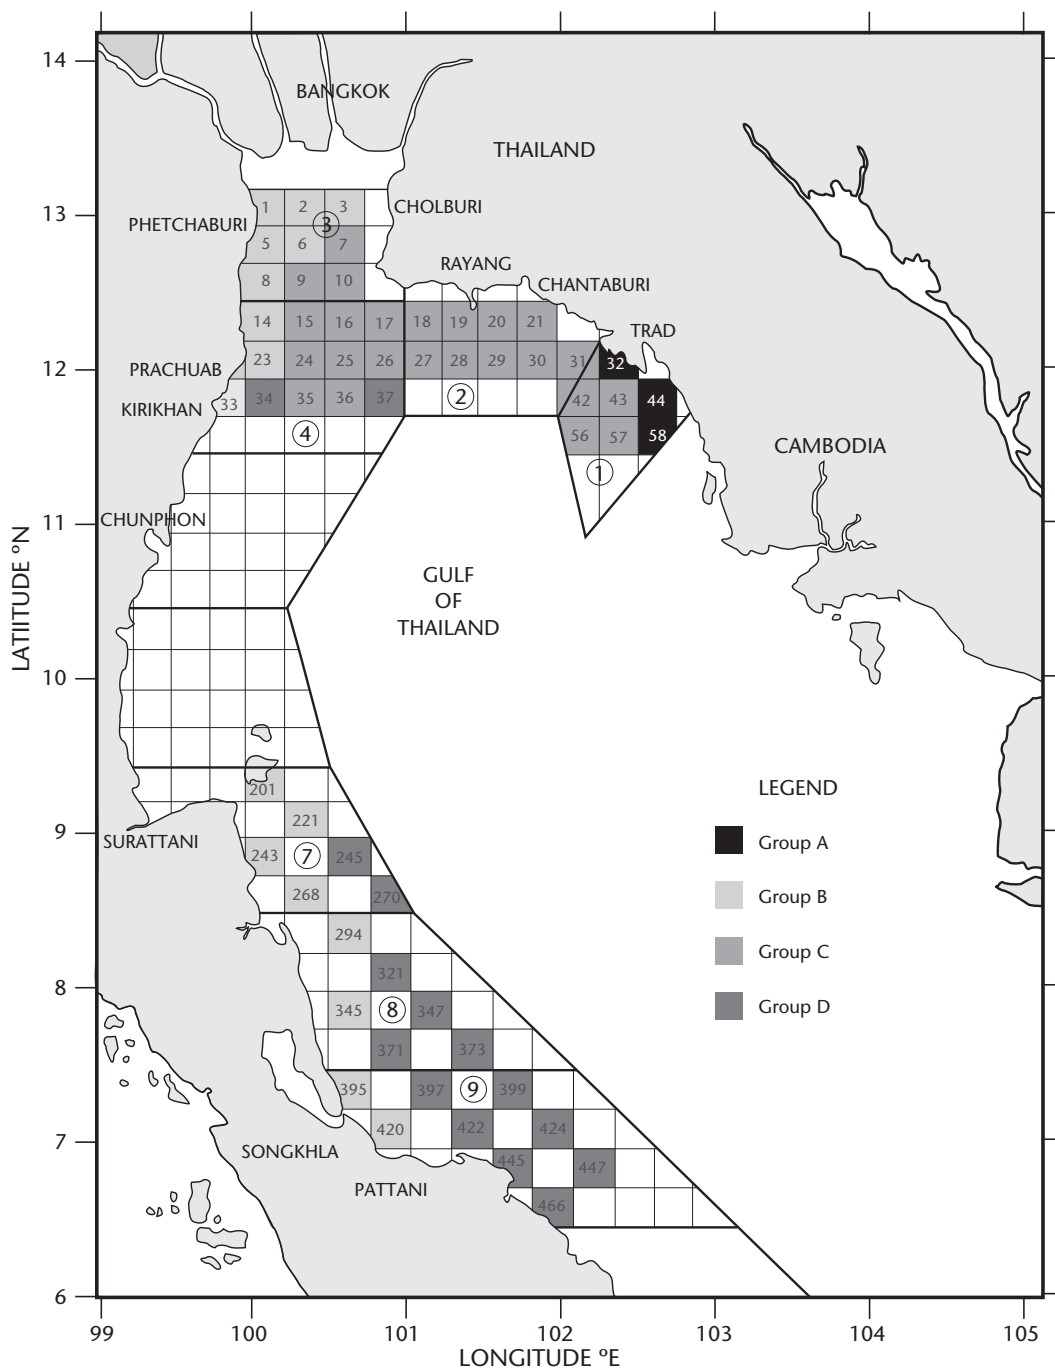 14
BANGKOK
THAILAND
13
PHETCHABURI
1 2 3
CHOLBURI
3
5 6 7
RAYANG
8 9 10
CHANTABURI
14 15 16 17 18 19 20 21
TRAD
12
PRACHUAB
23 24 25 26 27 28 29 30 31 32
KIRIKHAN
33 34 35 36 37
2
42 43 44
4
56 57 58
CAMBODIA
1
11
CHUNPHON
GULF
OF
THAILAND
LATIITUDE ºN
10
201
LEGEND
9
221
SURATTANI
243
7
245
Group A
268 270
Group B
294
Group C
8
321
345
8
347
Group D
371 373
395 397
9
399
7
420 422 424
SONGKHLA
445 447
PATTANI
466
6
99 100 101 102 103 104 105
LONGITUDE ºE